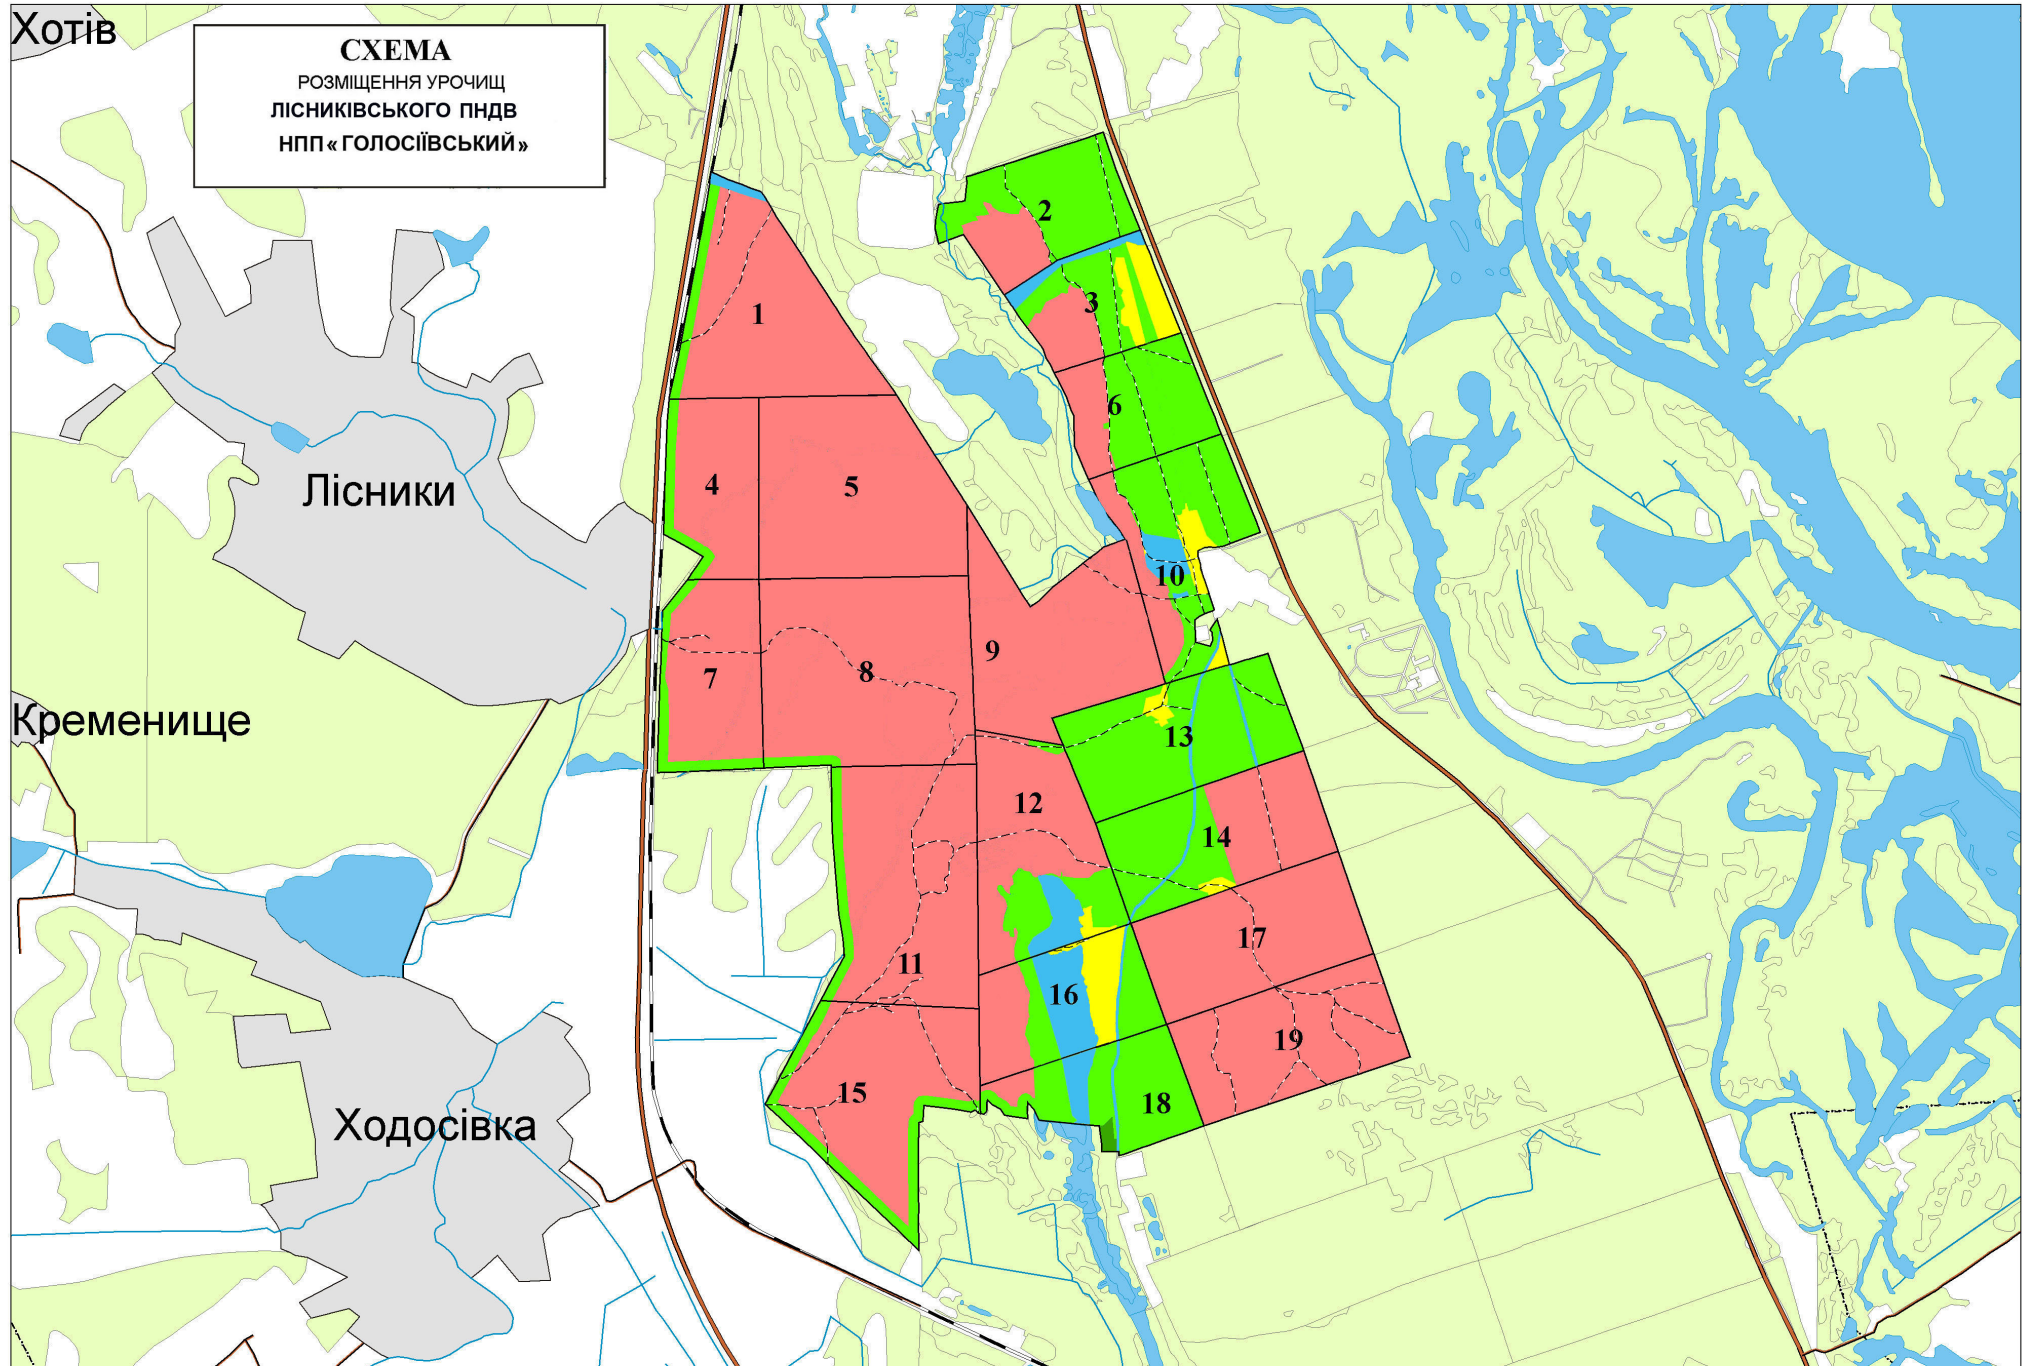 Хотів
СХЕМА
РОЗМІЩЕННЯ УРОЧИЩ
ЛІСНИКІВСЬКОГО ПНДВ
НПП« ГОЛОСІЇВСЬКИЙ»
2
3
1
6
4
5
Лісники
10
9
7
8
Кременище
13
12
14
17
11
16
19
15
18
Ходосівка